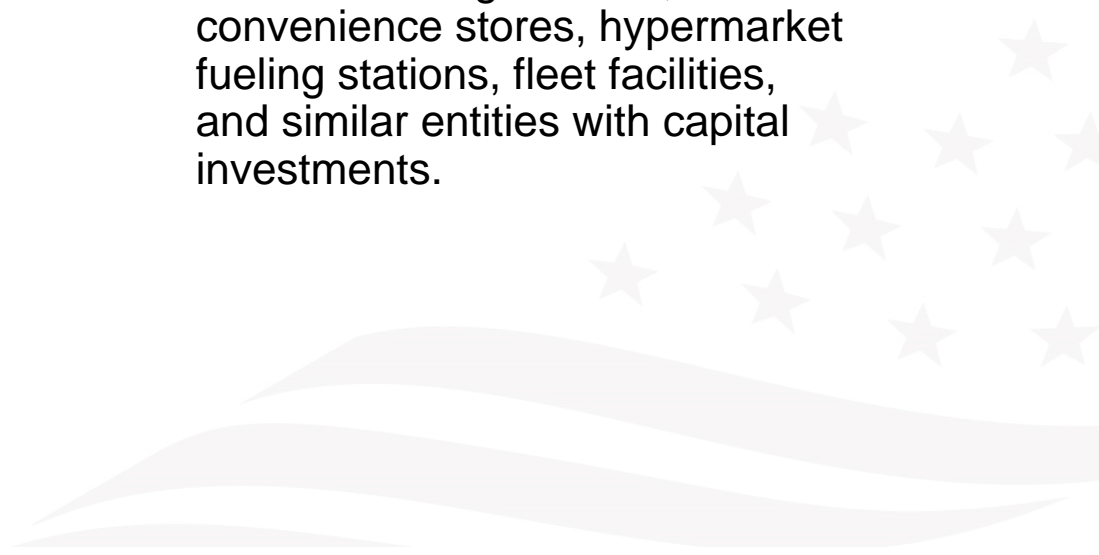 convenience stores, hypermarket
fueling stations, fleet facilities,
and similar entities with capital
investments.